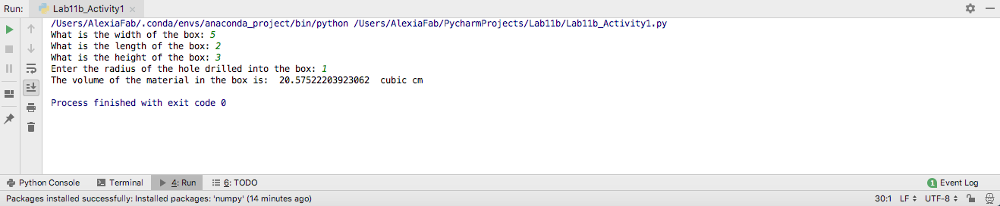 Run: Lab11b_Activity1
/Users/AlexiaFab/.conda/envs/anaconda_project/bin/python /Users/AlexiaFab/PycharmProjects/Lab11b/Lab11b_Activity1.py
What is the width of the box: 5
What is the length of the box: 2
What is the height of the box: 3
Enter the radius of the hole drilled into the box: 1
The volume of the material in the box is:  20.57522203923062  cubic cm
Process finished with exit code 0
Python Console Terminal 4: Run 6: TODO 1 Event Log
Packages installed successfully: Installed packages: 'numpy' (14 minutes ago) 30:1 LF UTF-8